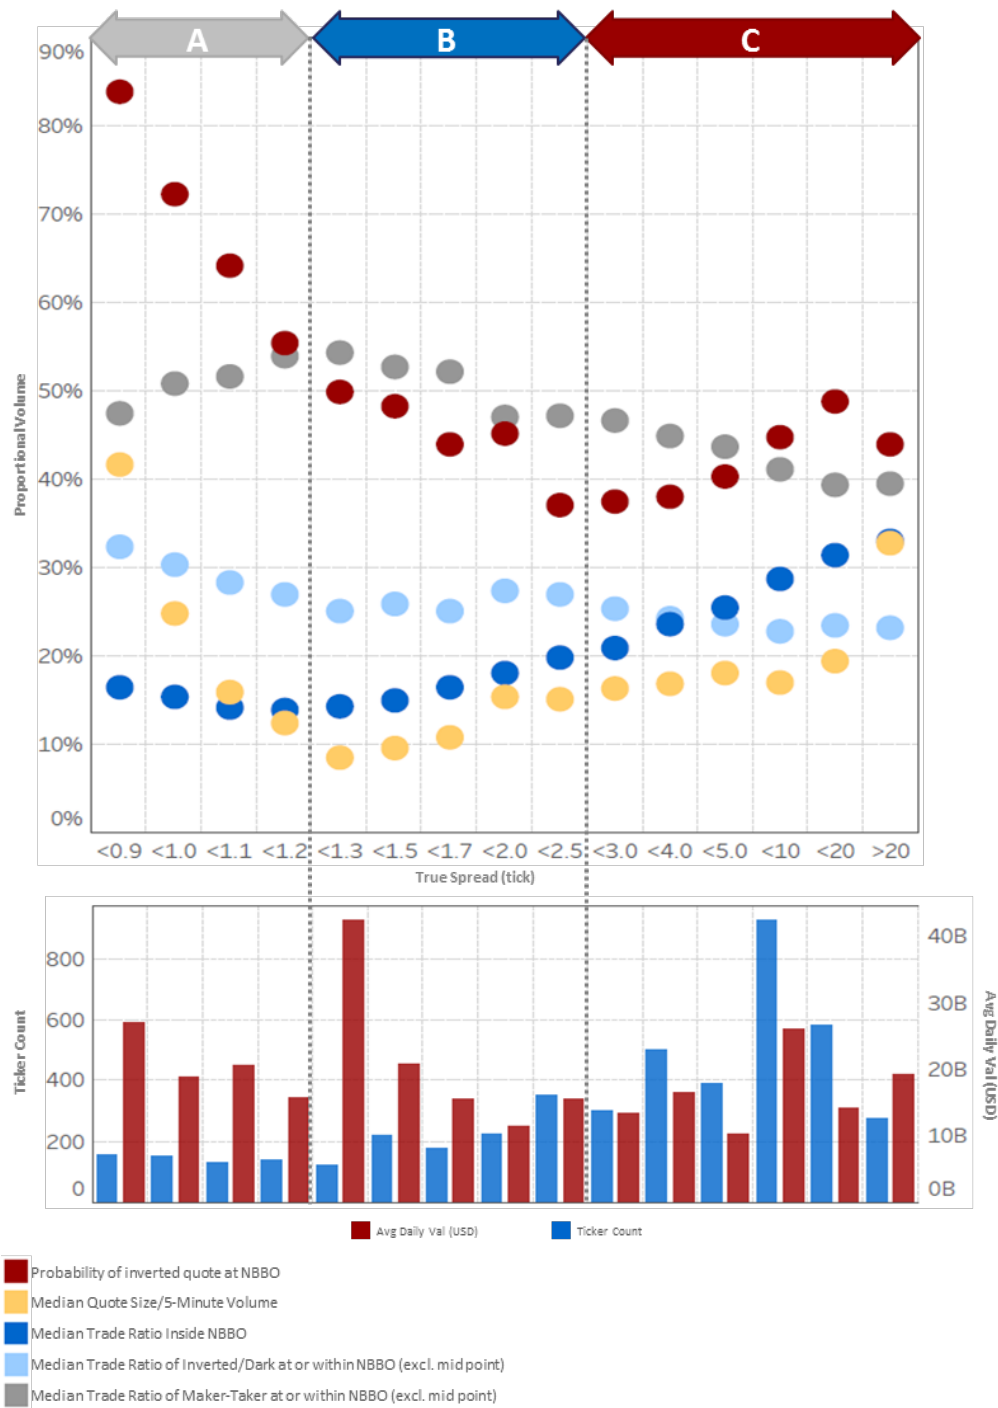 A B C
90%
80%
70%
60%
50%
40%
30%
20%
10%
0%
Proportional Volume
<0.9 <1.0 <1.1 <1.2 <1.3 <1.5 <1.7 <2.0 <2.5 <3.0 <4.0 <5.0 <10 <20 >20
True Spread (tick)
800
600
400
200
0
Ticker Count
40B
30B
20B
10B
0B
Avg Daily Val (USD)
Avg Daily Val (USD) Ticker Count
Probability of inverted quote at NBBO
Median Quote Size/5-Minute Volume
Median Trade Ratio Inside NBBO
Median Trade Ratio of Inverted/Dark at or within NBBO (excl. mid point)
Median Trade Ratio of Maker-Taker at or within NBBO (excl. mid point)